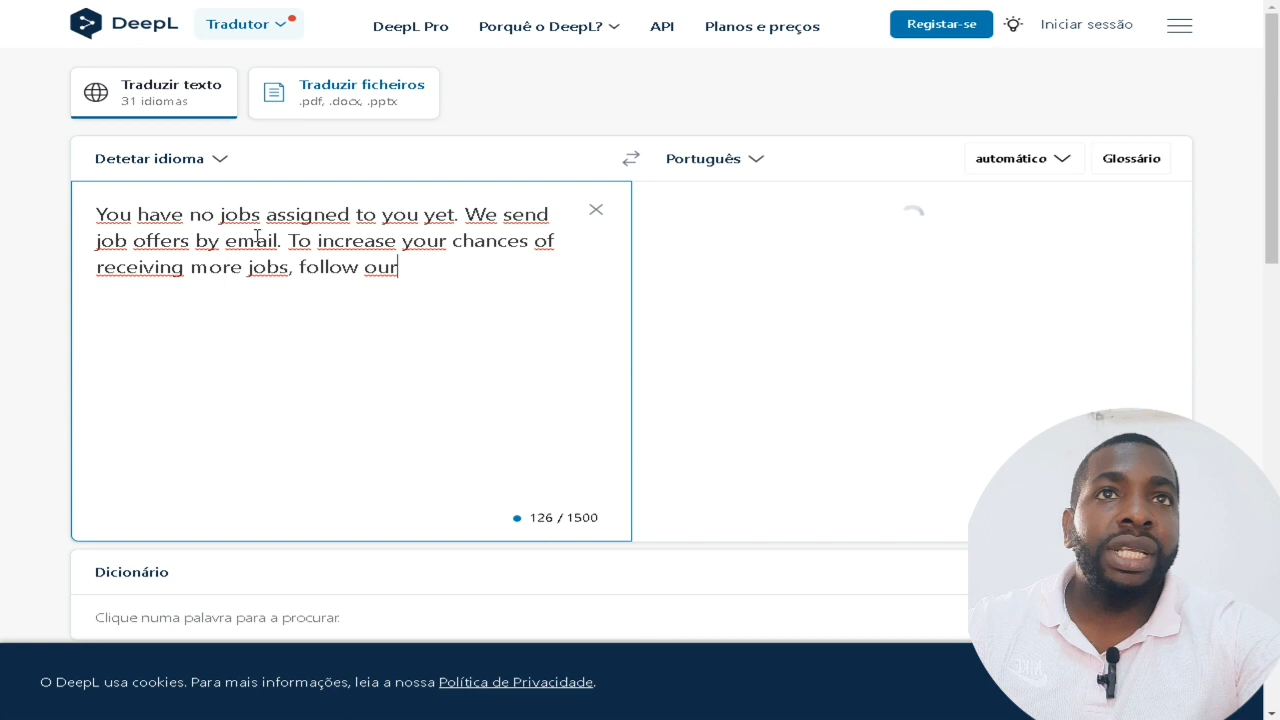 DeepL
Tradutor
DeepL Pro
Porquê o DeepL?
API
Planos e preços
Registar-se
Iniciar sessão
Traduzir texto
31 idiomas
Traduzir ficheiros
.pdf, .docx, .pptx
Detetar idioma
Português
automático
Glossário
You have no jobs assigned to you yet. We send
job offers by email. To increase your chances of
receiving more jobs, follow our
126 / 1500
Dicionário
Clique numa palavra para a procurar.
O DeepL usa cookies. Para mais informações, leia a nossa Política de Privacidade.